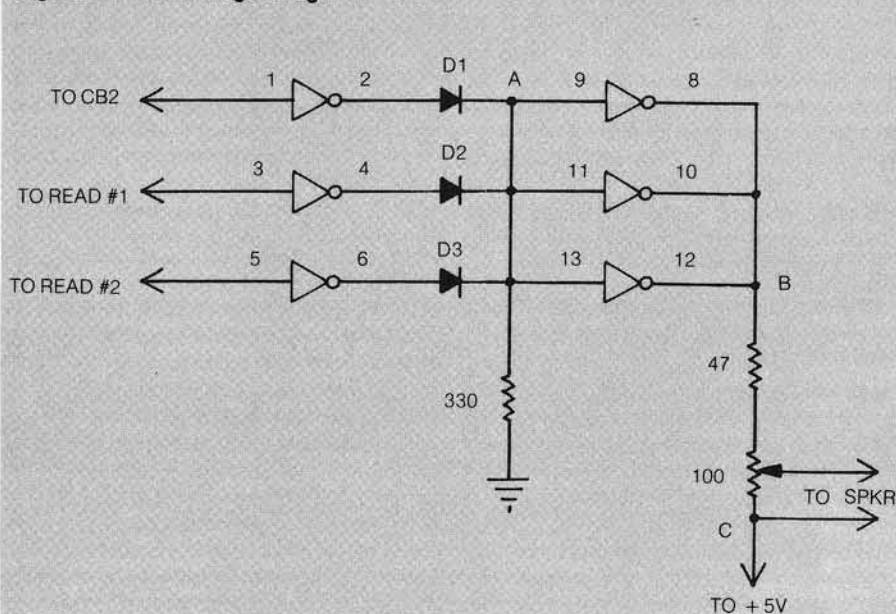 D1
1
2
A
9
8
TO CB2
D2
3
4
11
10
TO READ #1
D3
5
6
13
12
TO READ #2
B
47
330
100
TO SPKR
C
TO +5V